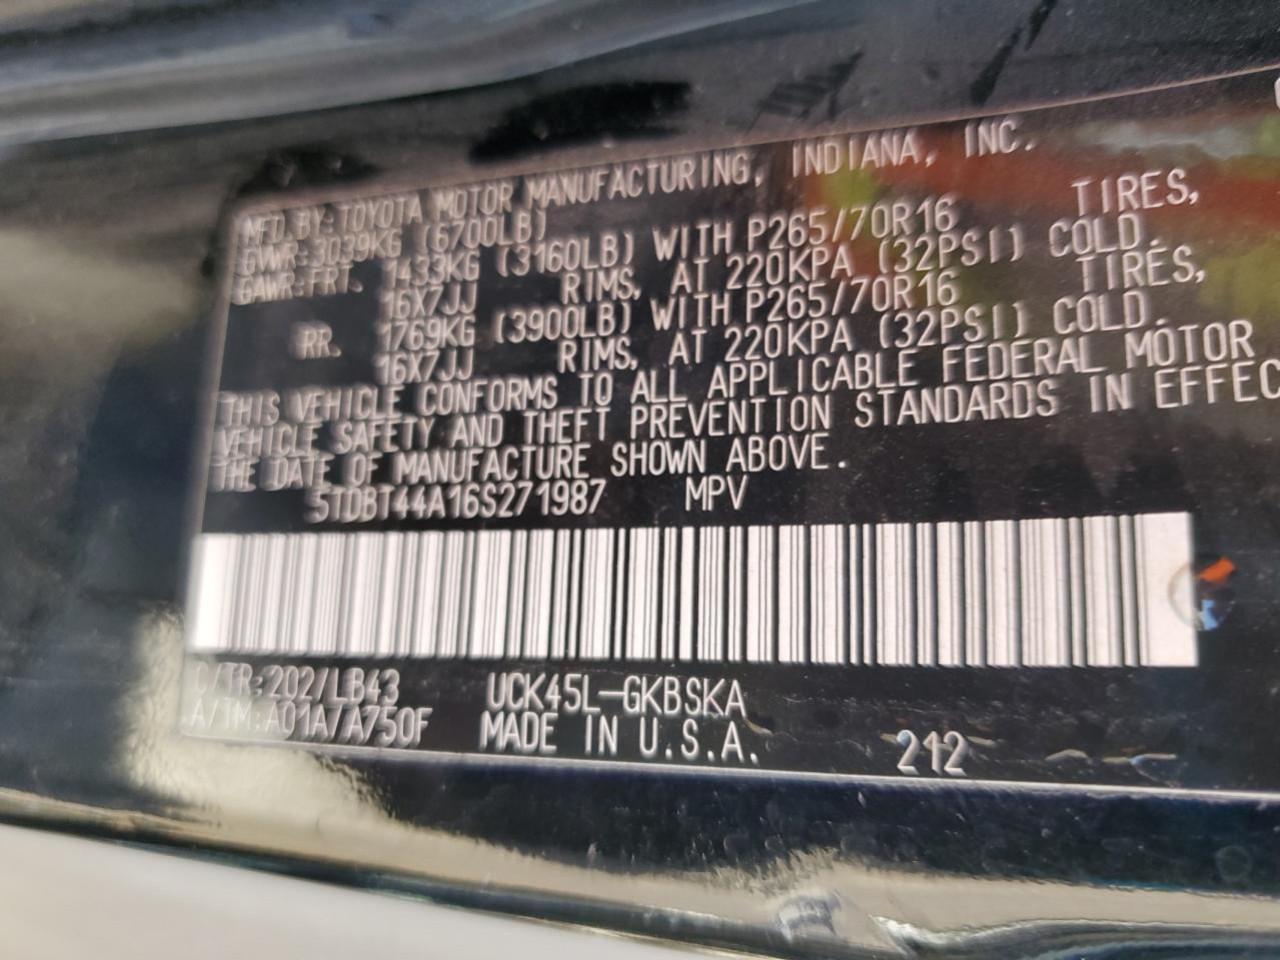 MFD.BY:TOYOTA MOTOR MANUFACTURING, INDIANA, INC.
GVWR:3039KG (6700LB)
GAWR:FRT. 1433KG (3160LB) WITH P265/70R16 TIRES,
16X7JJ RIMS, AT 220KPA (32PSI) COLD.
RR. 1769KG (3900LB) WITH P265/70R16 TIRES,
16X7JJ RIMS, AT 220KPA (32PSI) COLD.
THIS VEHICLE CONFORMS TO ALL APPLICABLE FEDERAL MOTOR
VEHICLE SAFETY AND THEFT PREVENTION STANDARDS IN EFFEC
THE DATE OF MANUFACTURE SHOWN ABOVE.
5TDBT44A16S271987 MPV
C/TR:202/LB43 UCK45L-GKBSKA
A/TM:A01A/A750F MADE IN U.S.A. 212